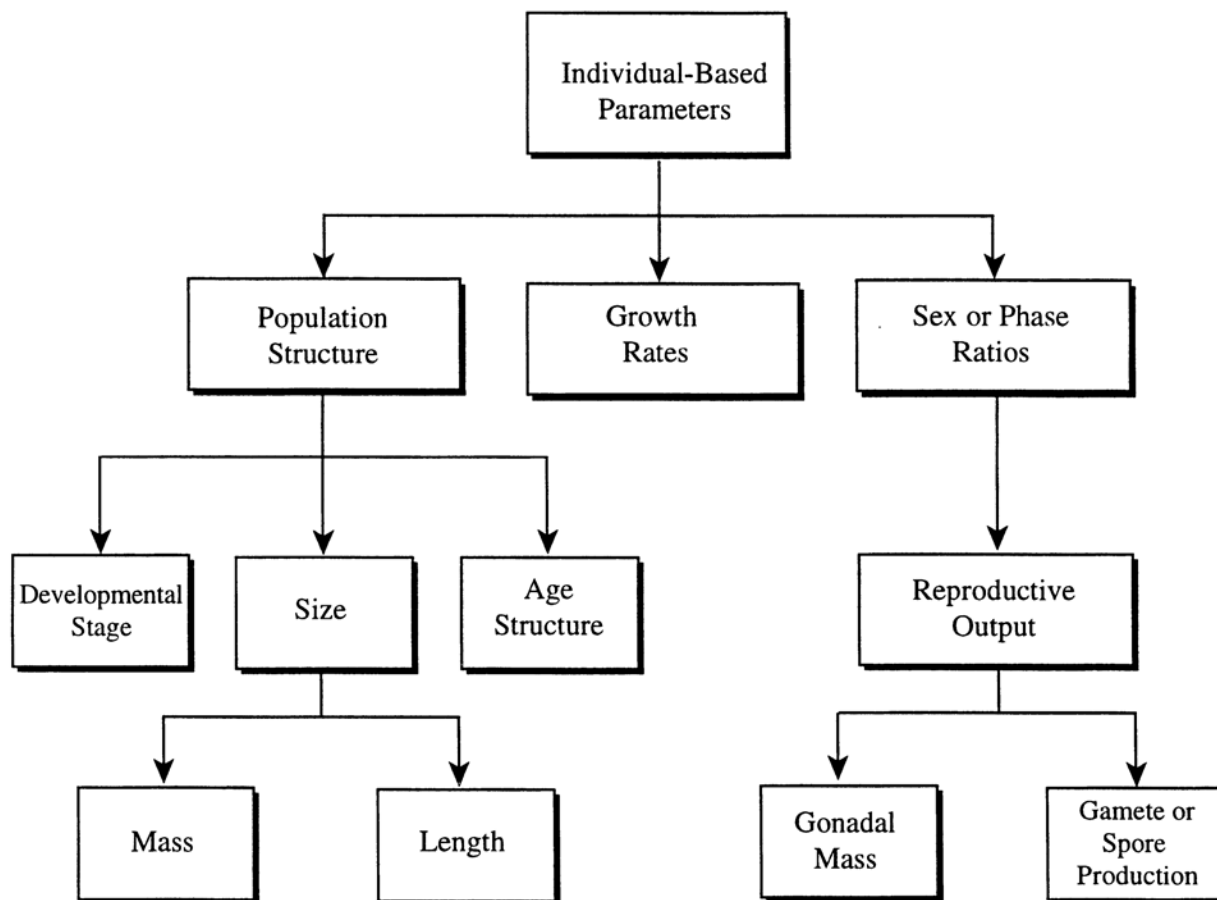 Individual-Based
Parameters
Population
Structure
Growth
Rates
Sex or Phase
Ratios
Developmental
Stage
Size
Age
Structure
Reproductive
Output
Mass
Length
Gonadal
Mass
Gamete or
Spore
Production